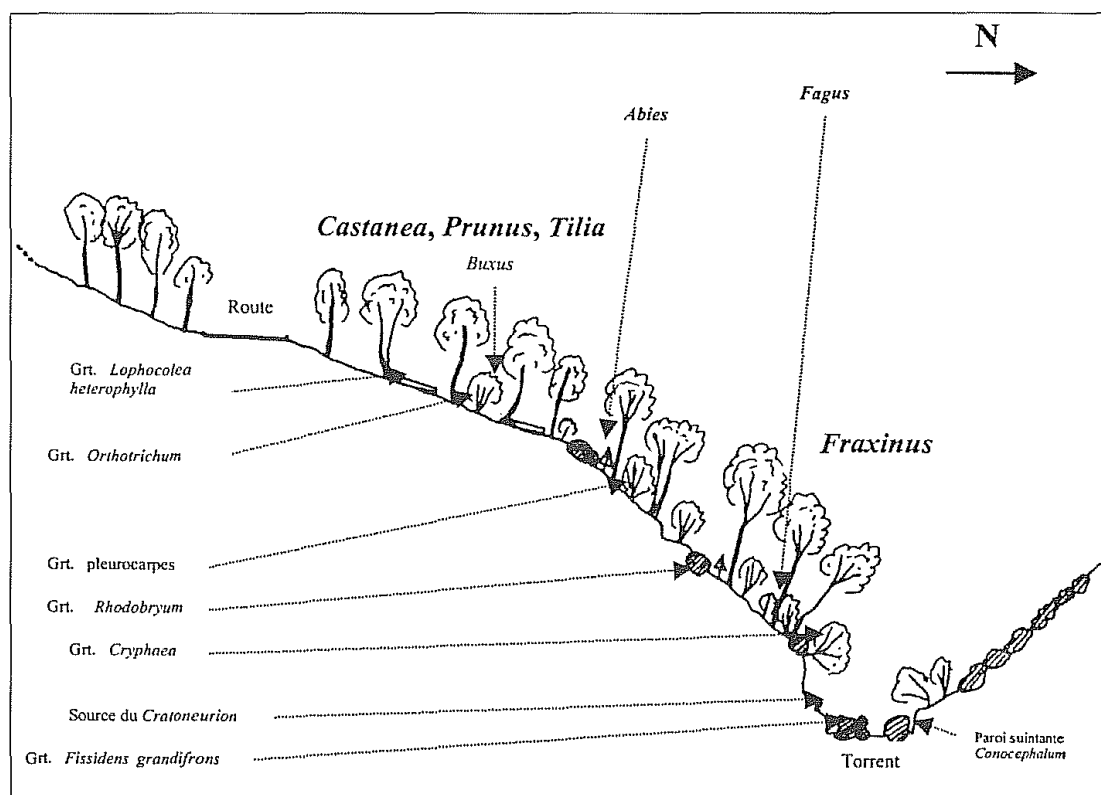 N
Fagus
Abies
Castanea, Prunus, Tilia
Buxus
Route
Grt. Lophocolea
heterophylla
Fraxinus
Grt. Orthotrichum
Grt. pleurocarpes
Grt. Rhodobryum
Grt. Cryphaea
Source du Cratoneurion
Grt. Fissidens grandifrons
Torrent
Paroi suintante
Conocephalum